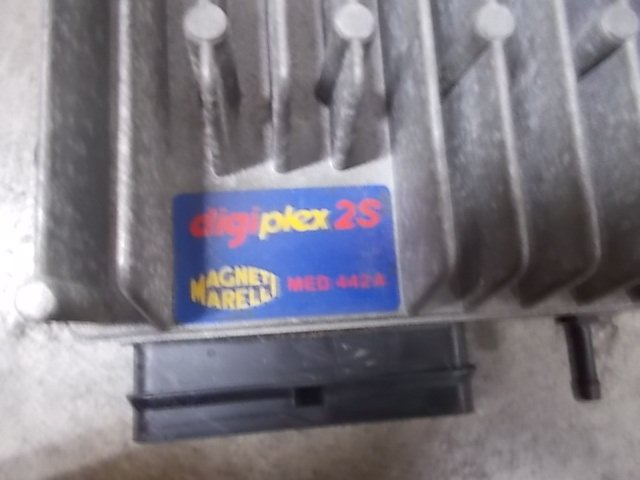 digiplex 2S
MAGNETI
MARELLI
MED 442A